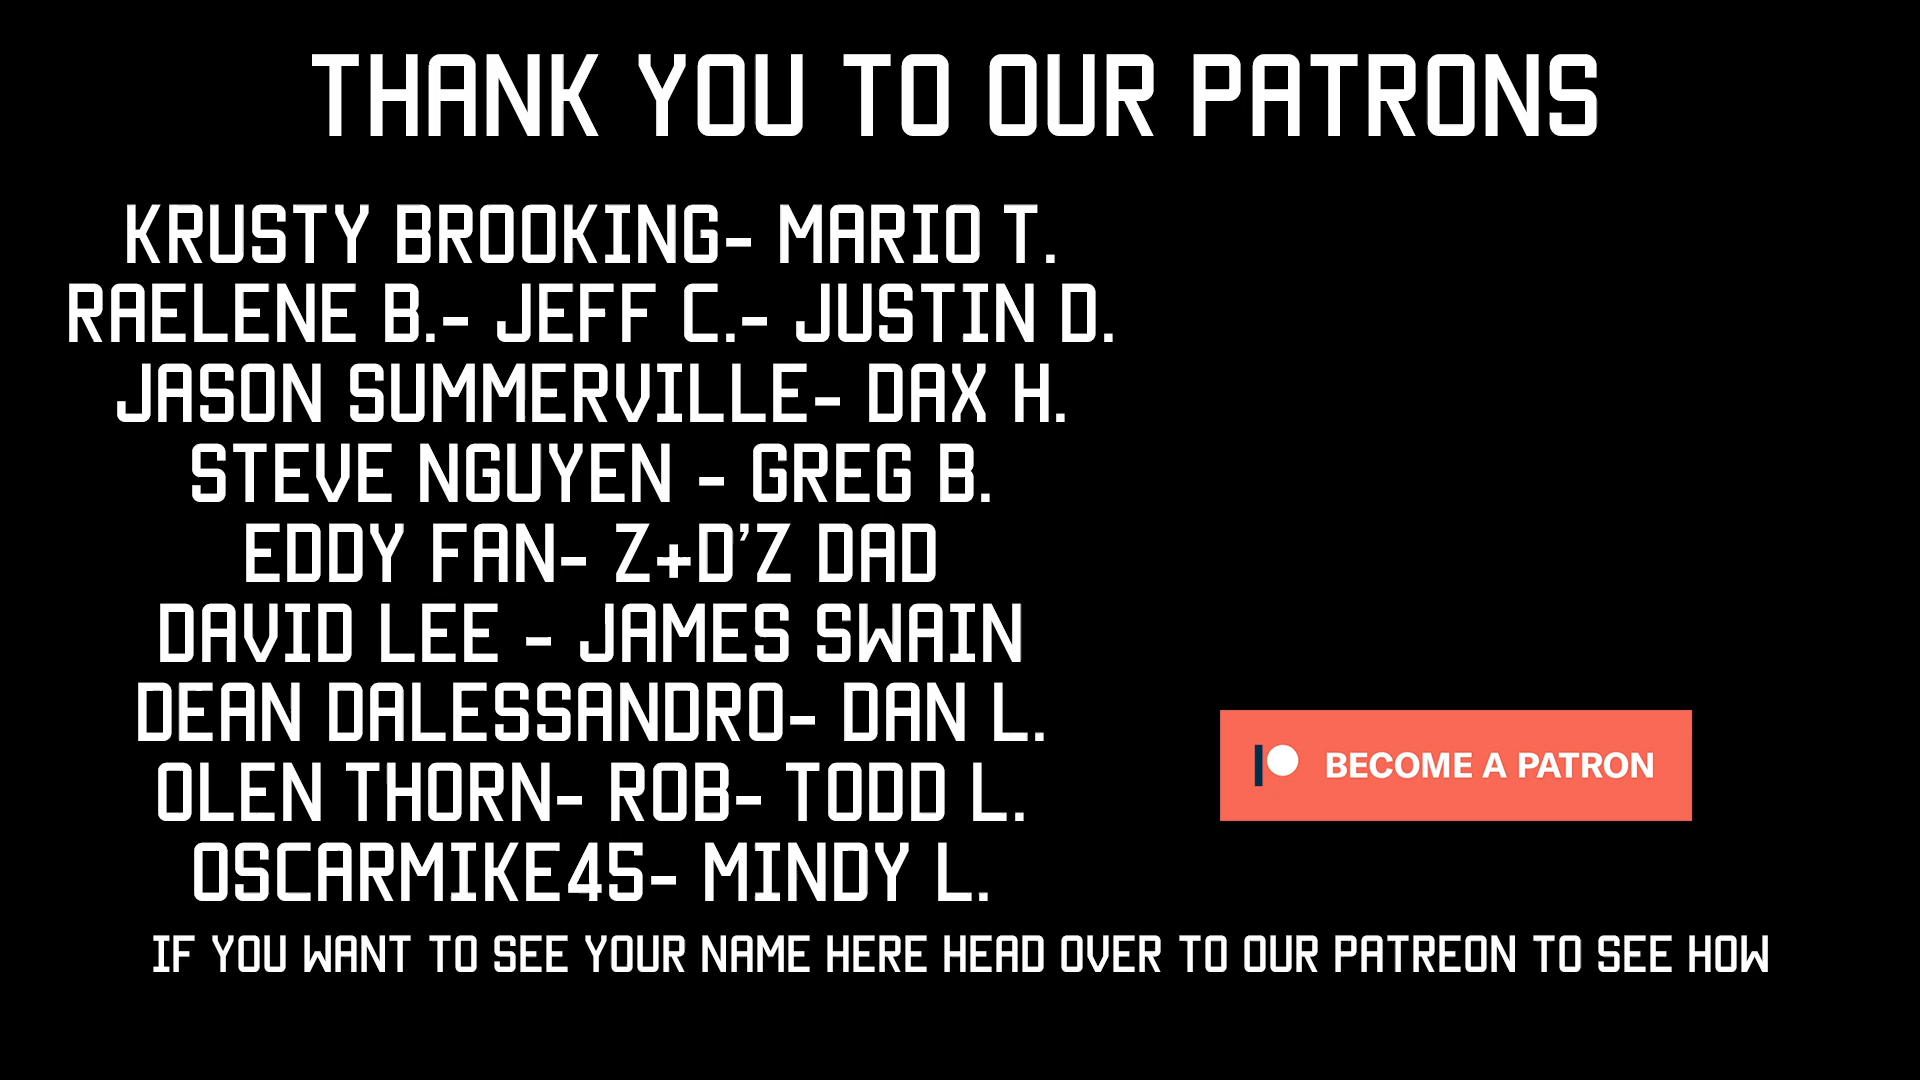 THANK YOU TO OUR PATRONS
KRUSTY BROOKING- MARIO T.
RAELENE B.- JEFF C.- JUSTIN D.
JASON SUMMERVILLE- DAX H.
STEVE NGUYEN - GREG B.
EDDY FAN- Z+D'Z DAD
DAVID LEE - JAMES SWAIN
DEAN DALESSANDRO- DAN L.
OLEN THORN- ROB- TODD L.
OSCARMIKE45- MINDY L.
BECOME A PATRON
IF YOU WANT TO SEE YOUR NAME HERE HEAD OVER TO OUR PATREON TO SEE HOW